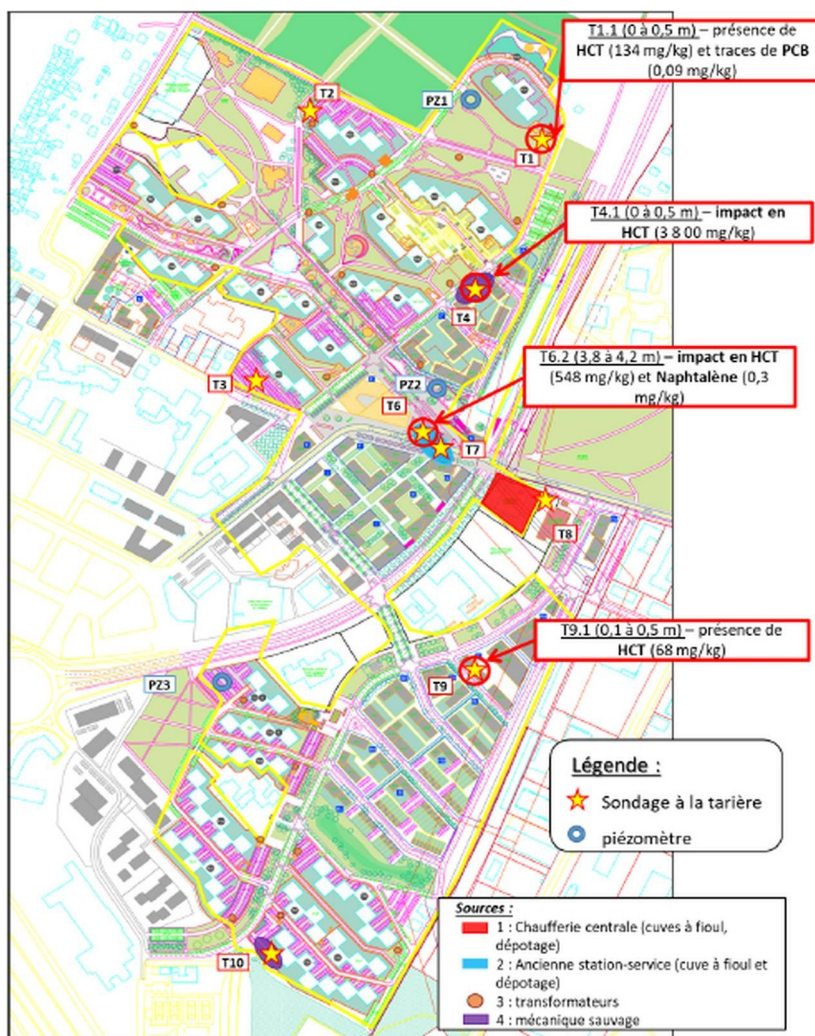 T1.1 (0 à 0,5 m) – présence de
HCT (134 mg/kg) et traces de PCB
(0,09 mg/kg)
T2
PZ1
T1
T4.1 (0 à 0,5 m) – impact en
HCT (3 8 00 mg/kg)
T4
T6.2 (3,8 à 4,2 m) – impact en HCT
(548 mg/kg) et Naphtalène (0,3
mg/kg)
T3
PZ2
T6
T7
T8
T9.1 (0,1 à 0,5 m) – présence de
HCT (68 mg/kg)
PZ3
T9
Légende :
Sondage à la tarière
piézomètre
Sources :
1 : Chaufferie centrale (cuves à fioul,
dépotage)
2 : Ancienne station-service (cuve à fioul et
dépotage)
3 : transformateurs
4 : mécanique sauvage
T10